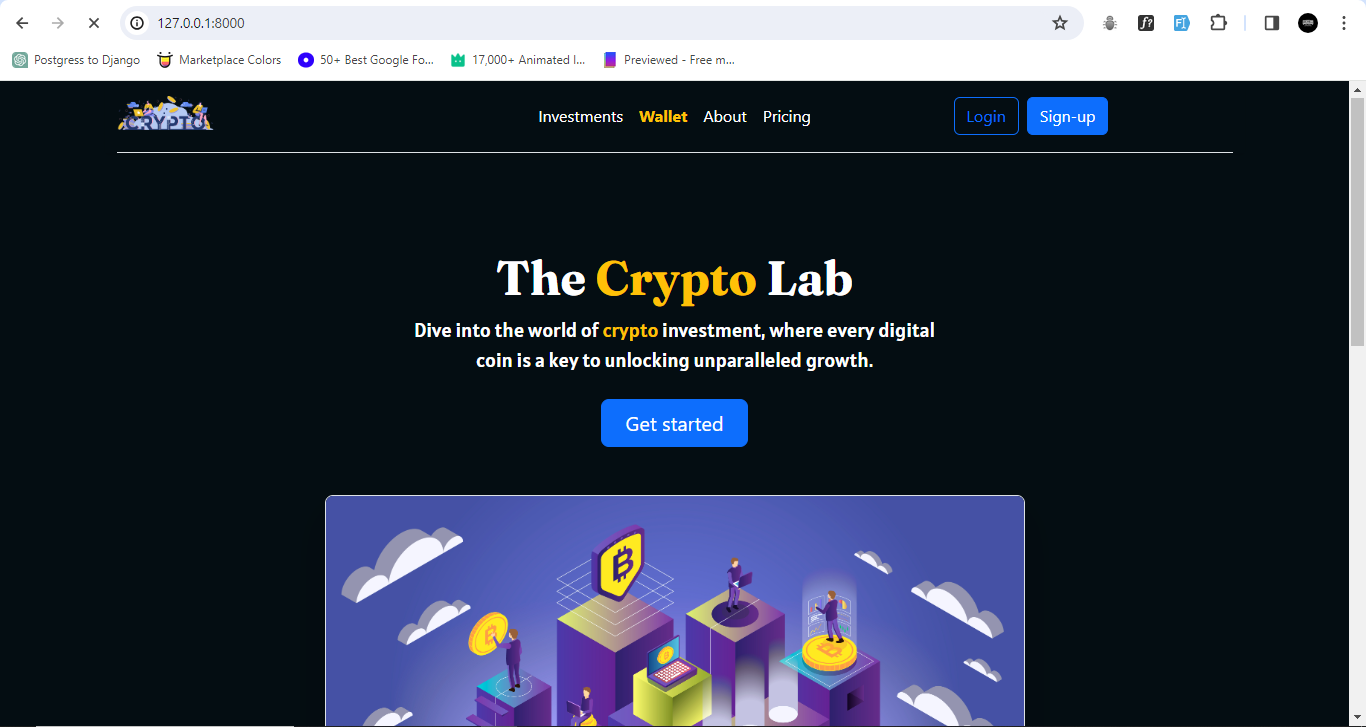 127.0.0.1:8000
Postgress to Django
Marketplace Colors
50+ Best Google Fo...
17,000+ Animated I...
Previewed - Free m...
CRYPTO
Investments
Wallet
About
Pricing
Login
Sign-up
The Crypto Lab
Dive into the world of crypto investment, where every digital
coin is a key to unlocking unparalleled growth.
Get started